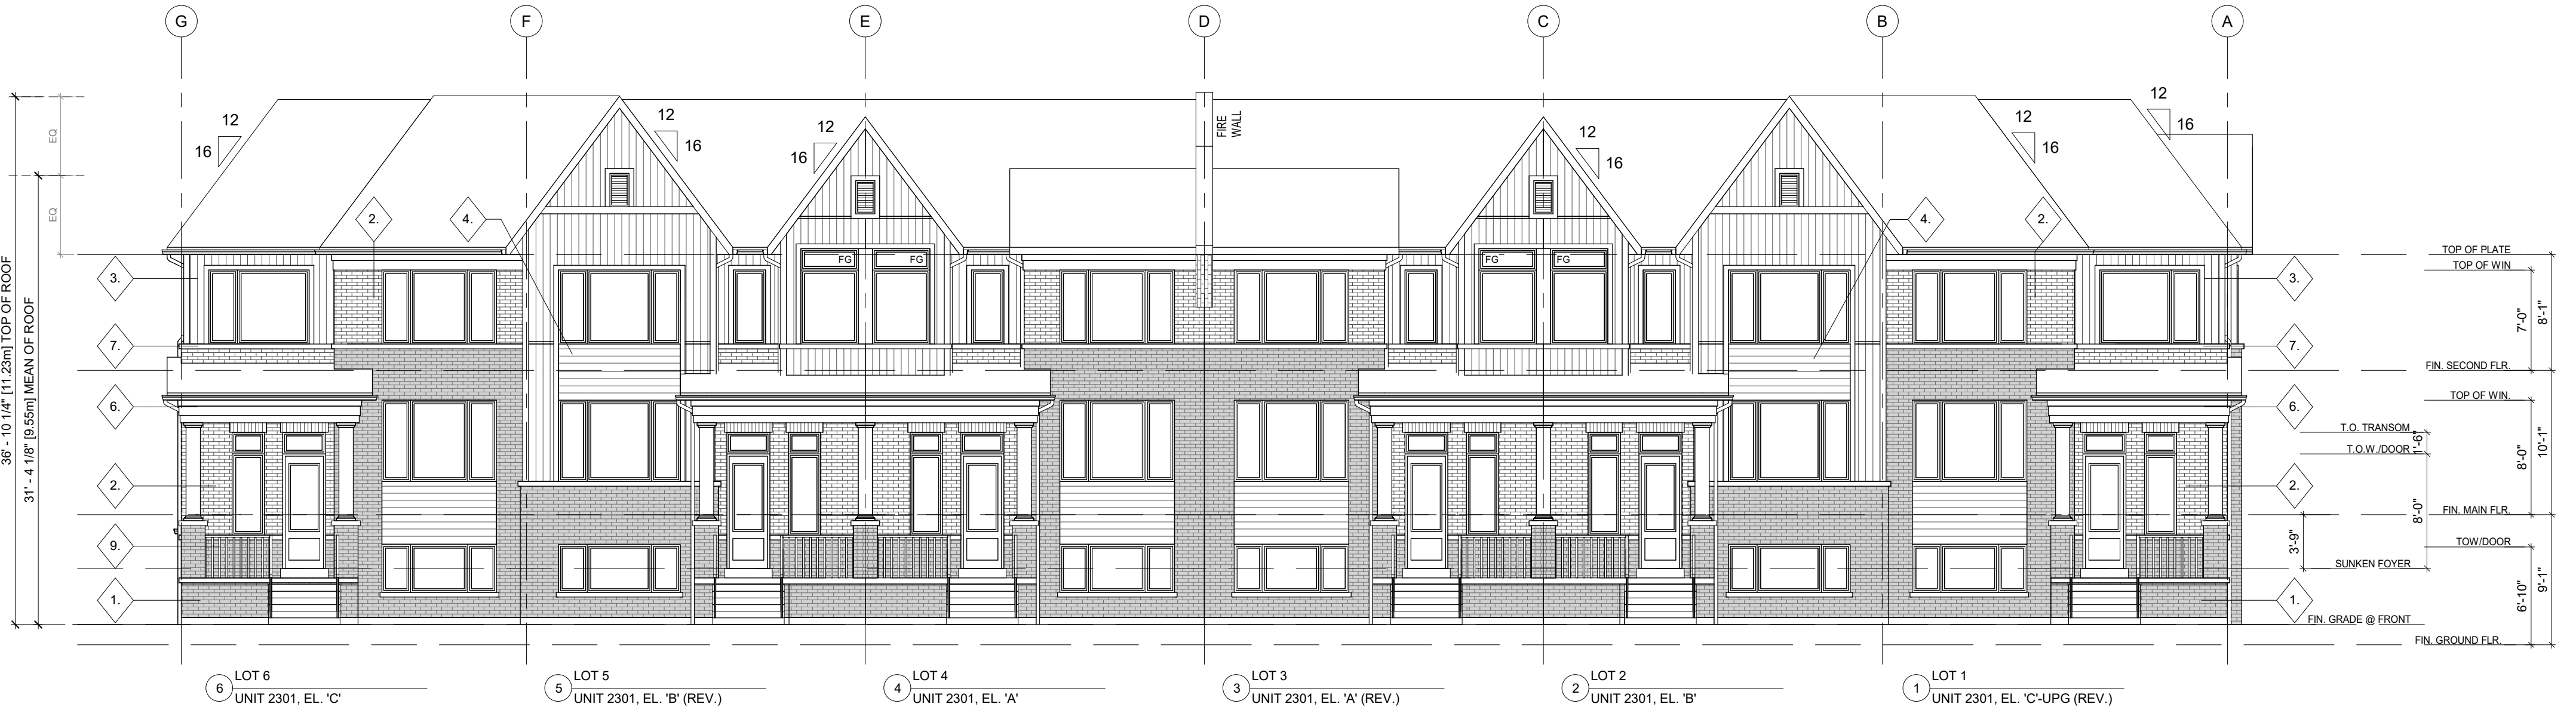 G F E D C B A
12
16
12
16
12
16
FIRE
WALL
12
16
12
16
12
16
EQ
EQ
36' - 10 1/4" [11.23m] TOP OF ROOF
31' - 4 1/8" [9.55m] MEAN OF ROOF
2.
4.
4.
2.
FG FG
FG FG
3.
7.
6.
2.
9.
1.
3.
7.
6.
2.
1.
TOP OF PLATE
TOP OF WIN
FIN. SECOND FLR.
TOP OF WIN.
T.O. TRANSOM
T.O.W./DOOR
FIN. MAIN FLR.
TOW/DOOR
SUNKEN FOYER
FIN. GRADE @ FRONT
FIN. GROUND FLR.
7'-0"
8'-1"
1'-6"
8'-0"
10'-1"
8'-0"
3'-9"
6'-10"
9'-1"
6 LOT 6
UNIT 2301, EL. 'C'
5 LOT 5
UNIT 2301, EL. 'B' (REV.)
4 LOT 4
UNIT 2301, EL. 'A'
3 LOT 3
UNIT 2301, EL. 'A' (REV.)
2 LOT 2
UNIT 2301, EL. 'B'
1 LOT 1
UNIT 2301, EL. 'C'-UPG (REV.)